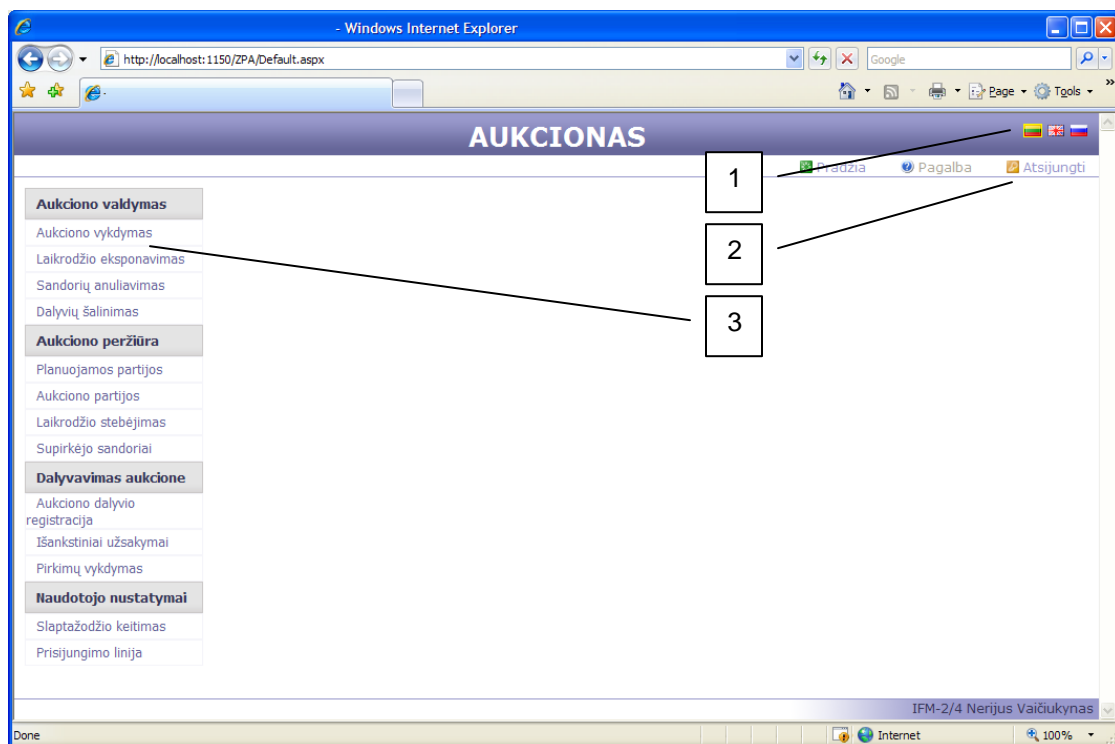 - Windows Internet Explorer
http://localhost:1150/ZPA/Default.aspx
Google
Page
Tools
»
AUKCIONAS
Pradžia
Pagalba
Atsijungti
1
2
3
Aukciono valdymas
Aukciono vykdymas
Laikrodžio eksponavimas
Sandorių anuliavimas
Dalyvių šalinimas
Aukciono peržiūra
Planuojamos partijos
Aukciono partijos
Laikrodžio stebėjimas
Supirkėjo sandoriai
Dalyvavimas aukcione
Aukciono dalyvio
registracija
Išankstiniai užsakymai
Pirkimų vykdymas
Naudotojo nustatymai
Slaptažodžio keitimas
Prisijungimo linija
IFM-2/4 Nerijus Vaičiukynas
Done
Internet
100%